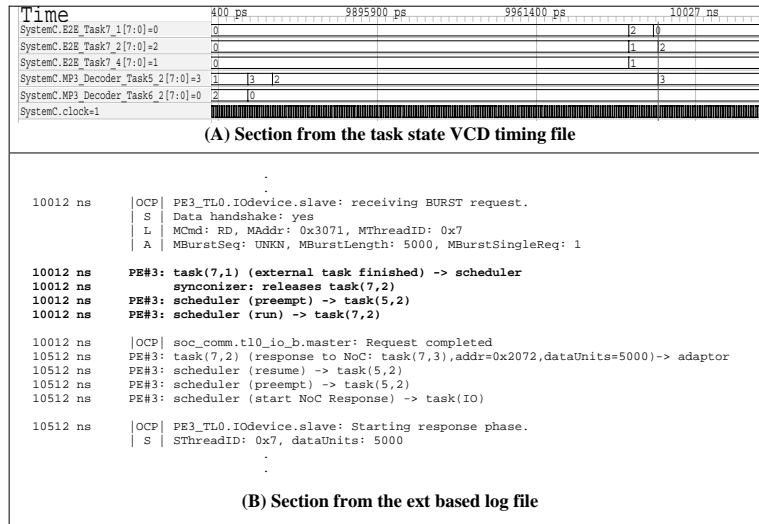 Time 400 ps 9895900 ps 9961400 ps 10027 ns
SystemC.E2E_Task7_1[7:0]=0 0 2 0
SystemC.E2E_Task7_2[7:0]=2 0 1 2
SystemC.E2E_Task7_4[7:0]=1 0 1
SystemC.MP3_Decoder_Task5_2[7:0]=3 1 3 2 3
SystemC.MP3_Decoder_Task6_2[7:0]=0 2 0
SystemC.clock=1
(A) Section from the task state VCD timing file
.
.
10012 ns |OCP| PE3_TL0.IOdevice.slave: receiving BURST request.
| S | Data handshake: yes
| L | MCmd: RD, MAddr: 0x3071, MThreadID: 0x7
| A | MBurstSeq: UNKN, MBurstLength: 5000, MBurstSingleReq: 1
10012 ns PE#3: task(7,1) (external task finished) -> scheduler
10012 ns synconizer: releases task(7,2)
10012 ns PE#3: scheduler (preempt) -> task(5,2)
10012 ns PE#3: scheduler (run) -> task(7,2)
10012 ns |OCP| soc_comm.tl0_io_b.master: Request completed
10512 ns PE#3: task(7,2) (response to NoC: task(7,3),addr=0x2072,dataUnits=5000)-> adaptor
10512 ns PE#3: scheduler (resume) -> task(5,2)
10512 ns PE#3: scheduler (preempt) -> task(5,2)
10512 ns PE#3: scheduler (start NoC Response) -> task(IO)
10512 ns |OCP| PE3_TL0.IOdevice.slave: Starting response phase.
| S | SThreadID: 0x7, dataUnits: 5000
.
.
(B) Section from the ext based log file